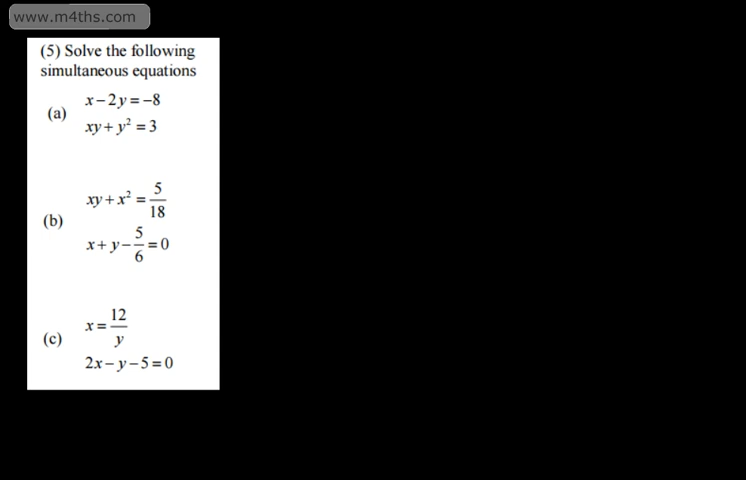 www.m4ths.com
(5) Solve the following
simultaneous equations
(a)
x − 2y = −8
xy + y² = 3
(b)
xy + x² = 5/18
x + y − 5/6 = 0
(c)
x = 12/y
2x − y − 5 = 0